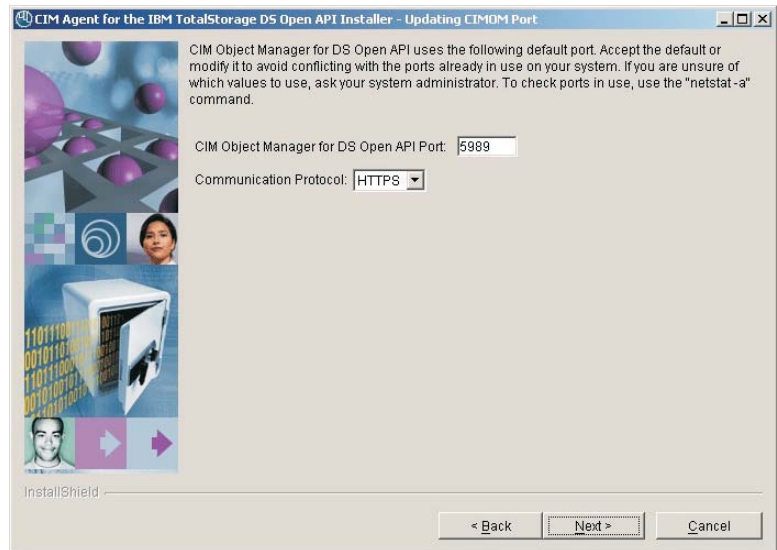 CIM Agent for the IBM TotalStorage DS Open API Installer - Updating CIMOM Port
CIM Object Manager for DS Open API uses the following default port. Accept the default or
modify it to avoid conflicting with the ports already in use on your system. If you are unsure of
which values to use, ask your system administrator. To check ports in use, use the "netstat -a"
command.
CIM Object Manager for DS Open API Port: 5989
Communication Protocol: HTTPS
InstallShield
< Back
Next >
Cancel